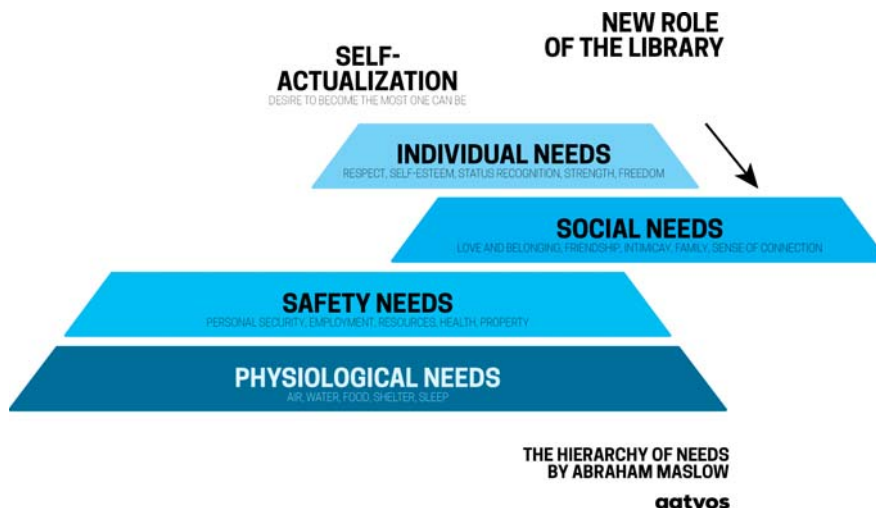 NEW ROLE
OF THE LIBRARY
SELF-
ACTUALIZATION
DESIRE TO BECOME THE MOST ONE CAN BE
INDIVIDUAL NEEDS
RESPECT, SELF-ESTEEM, STATUS RECOGNITION, STRENGTH, FREEDOM
SOCIAL NEEDS
LOVE AND BELONGING, FRIENDSHIP, INTIMICAY, FAMILY, SENSE OF CONNECTION
SAFETY NEEDS
PERSONAL SECURITY, EMPLOYMENT, RESOURCES, HEALTH, PROPERTY
PHYSIOLOGICAL NEEDS
AIR, WATER, FOOD, SHELTER, SLEEP
THE HIERARCHY OF NEEDS
BY ABRAHAM MASLOW
aatvos